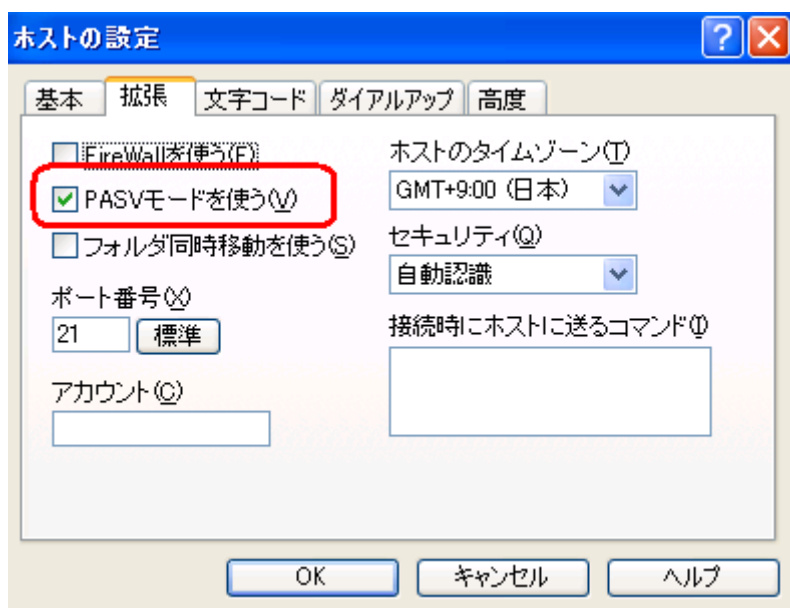 ホストの設定
基本 拡張 文字コード ダイアルアップ 高度
FireWallを使う(F)
PASVモードを使う(V)
フォルダ同時移動を使う(S)
ポート番号(X)
21 標準
アカウント(C)
ホストのタイムゾーン(T)
GMT+9:00 (日本)
セキュリティ(Q)
自動認識
接続時にホストに送るコマンド(I)
OK キャンセル ヘルプ